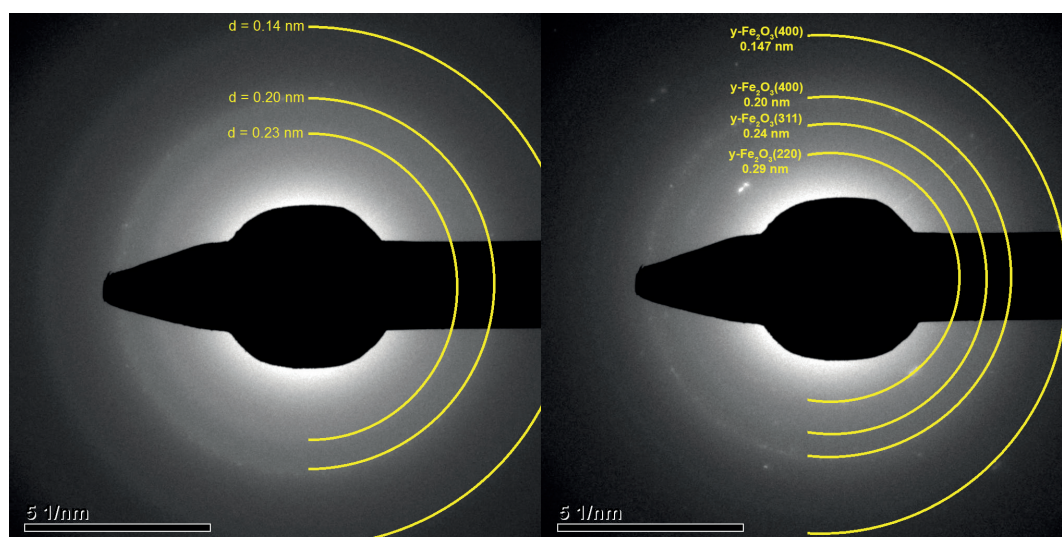 d = 0.14 nm
d = 0.20 nm
d = 0.23 nm
5 1/nm
y-Fe₂O₃(400)
0.147 nm
y-Fe₂O₃(400)
0.20 nm
y-Fe₂O₃(311)
0.24 nm
y-Fe₂O₃(220)
0.29 nm
5 1/nm